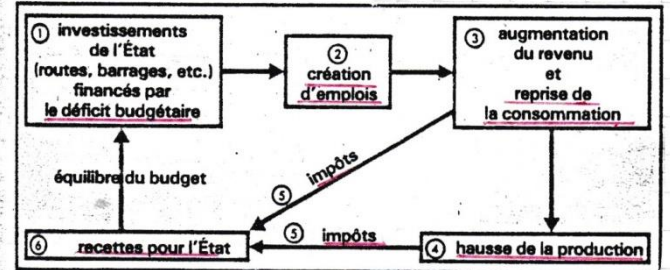 ① investissements
de l'État
(routes, barrages, etc.)
financés par
le déficit budgétaire
②
création
d'emplois
③ augmentation
du revenu
et
reprise de
la consommation
équilibre du budget
⑤ impôts
⑥ recettes pour l'État
⑤ impôts
④ hausse de la production